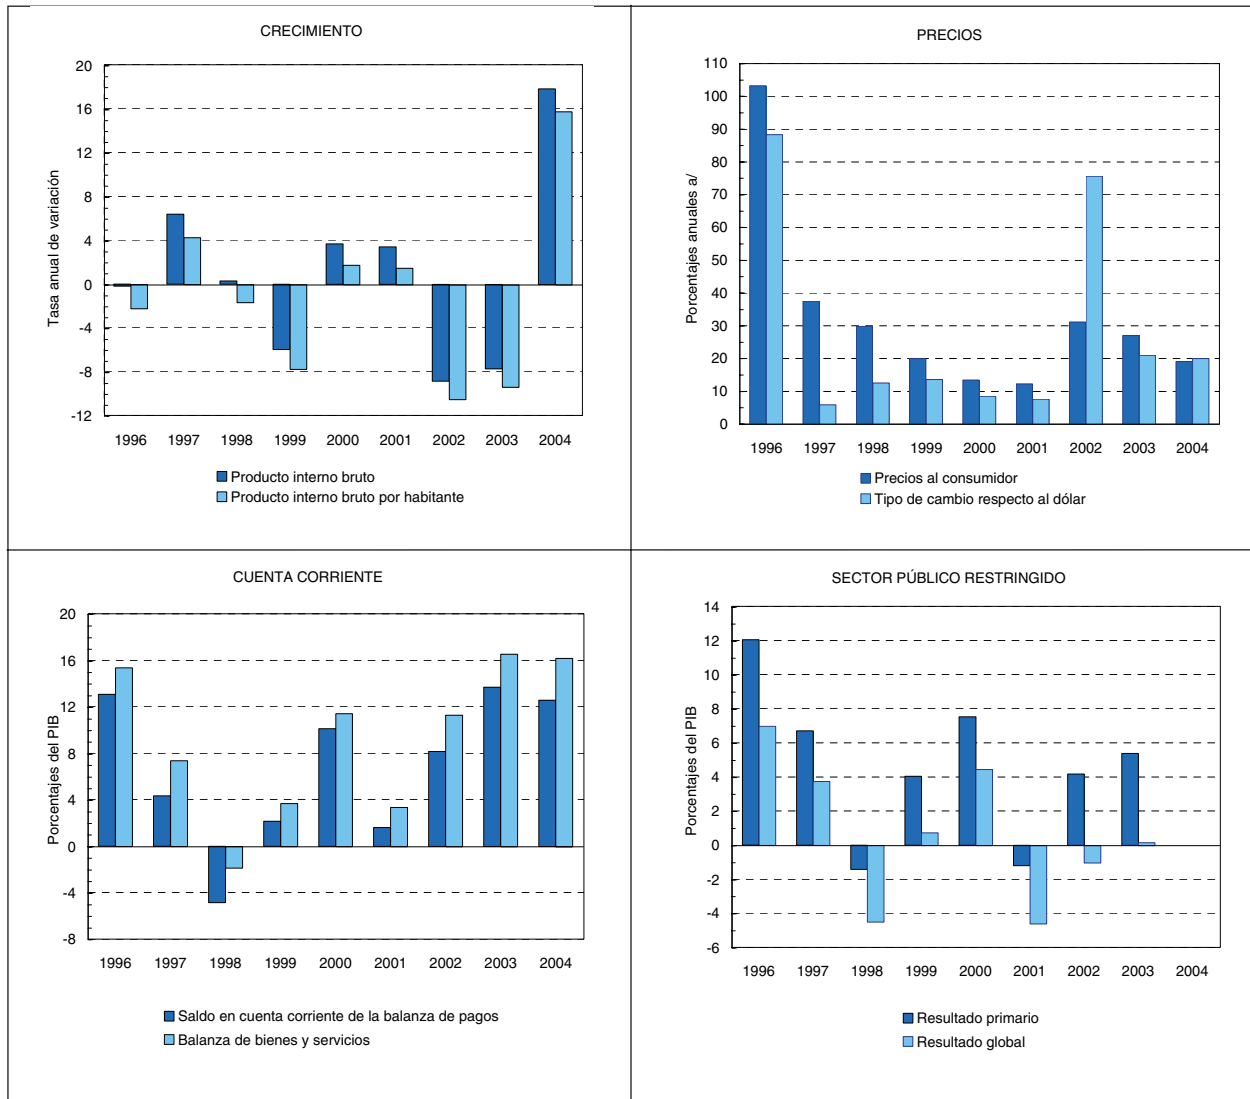 CRECIMIENTO
Tasa anual de variación
20
16
12
8
4
0
-4
-8
-12
1996 1997 1998 1999 2000 2001 2002 2003 2004
Producto interno bruto
Producto interno bruto por habitante
PRECIOS
Porcentajes anuales a/
110
100
90
80
70
60
50
40
30
20
10
0
1996 1997 1998 1999 2000 2001 2002 2003 2004
Precios al consumidor
Tipo de cambio respecto al dólar
CUENTA CORRIENTE
Porcentajes del PIB
20
16
12
8
4
0
-4
-8
1996 1997 1998 1999 2000 2001 2002 2003 2004
Saldo en cuenta corriente de la balanza de pagos
Balanza de bienes y servicios
SECTOR PÚBLICO RESTRINGIDO
Porcentajes del PIB
14
12
10
8
6
4
2
0
-2
-4
-6
1996 1997 1998 1999 2000 2001 2002 2003 2004
Resultado primario
Resultado global